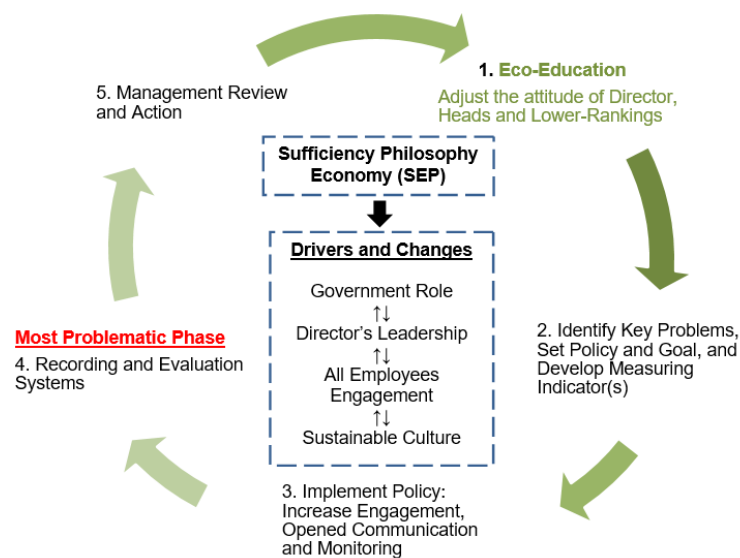 1. Eco-Education
Adjust the attitude of Director,
Heads and Lower-Rankings
2. Identify Key Problems,
Set Policy and Goal, and
Develop Measuring
Indicator(s)
3. Implement Policy:
Increase Engagement,
Opened Communication
and Monitoring
Most Problematic Phase
4. Recording and Evaluation
Systems
5. Management Review
and Action
Sufficiency Philosophy
Economy (SEP)
Drivers and Changes
Government Role
↑↓
Director's Leadership
↑↓
All Employees
Engagement
↑↓
Sustainable Culture